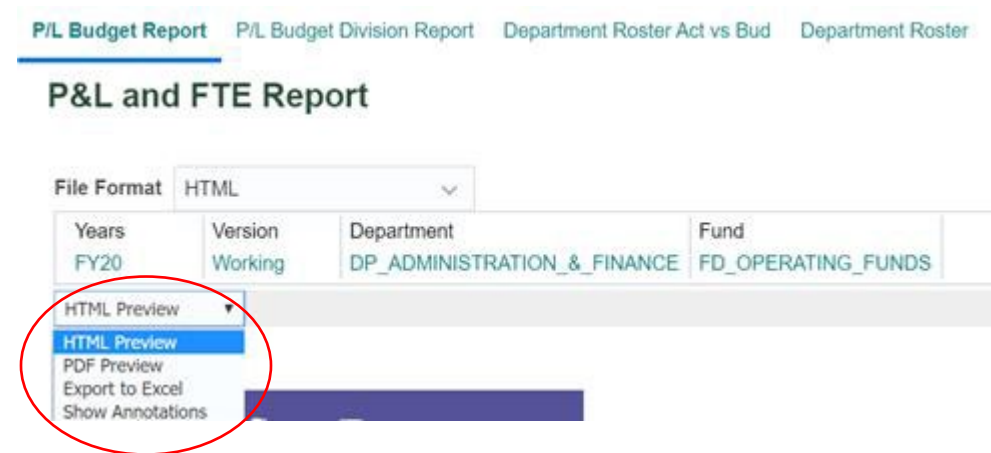 P/L Budget Report P/L Budget Division Report Department Roster Act vs Bud Department Roster
P&L and FTE Report
File Format HTML
Years Version Department Fund
FY20 Working DP_ADMINISTRATION_&_FINANCE FD_OPERATING_FUNDS
HTML Preview
HTML Preview
PDF Preview
Export to Excel
Show Annotations